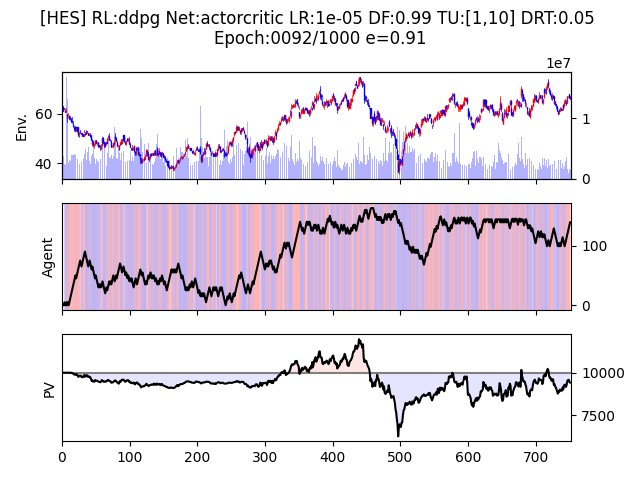 [HES] RL:ddpg Net:actorcritic LR:1e-05 DF:0.99 TU:[1,10] DRT:0.05
Epoch:0092/1000 e=0.91
1e7
Env.
60
40
1
0
Agent
100
0
PV
10000
7500
0 100 200 300 400 500 600 700